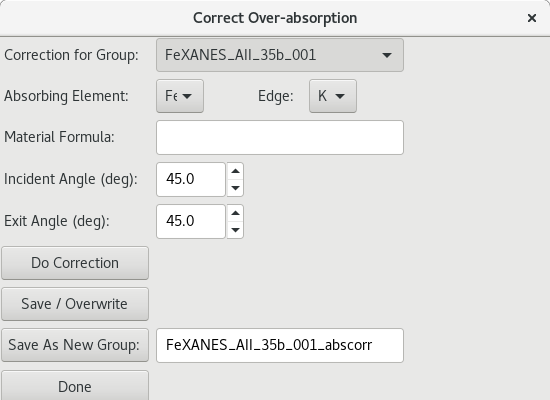 Correct Over-absorption ×
Correction for Group: FeXANES_All_35b_001
Absorbing Element: Fe Edge: K
Material Formula:
Incident Angle (deg): 45.0
Exit Angle (deg): 45.0
Do Correction
Save / Overwrite
Save As New Group: FeXANES_All_35b_001_abscorr
Done